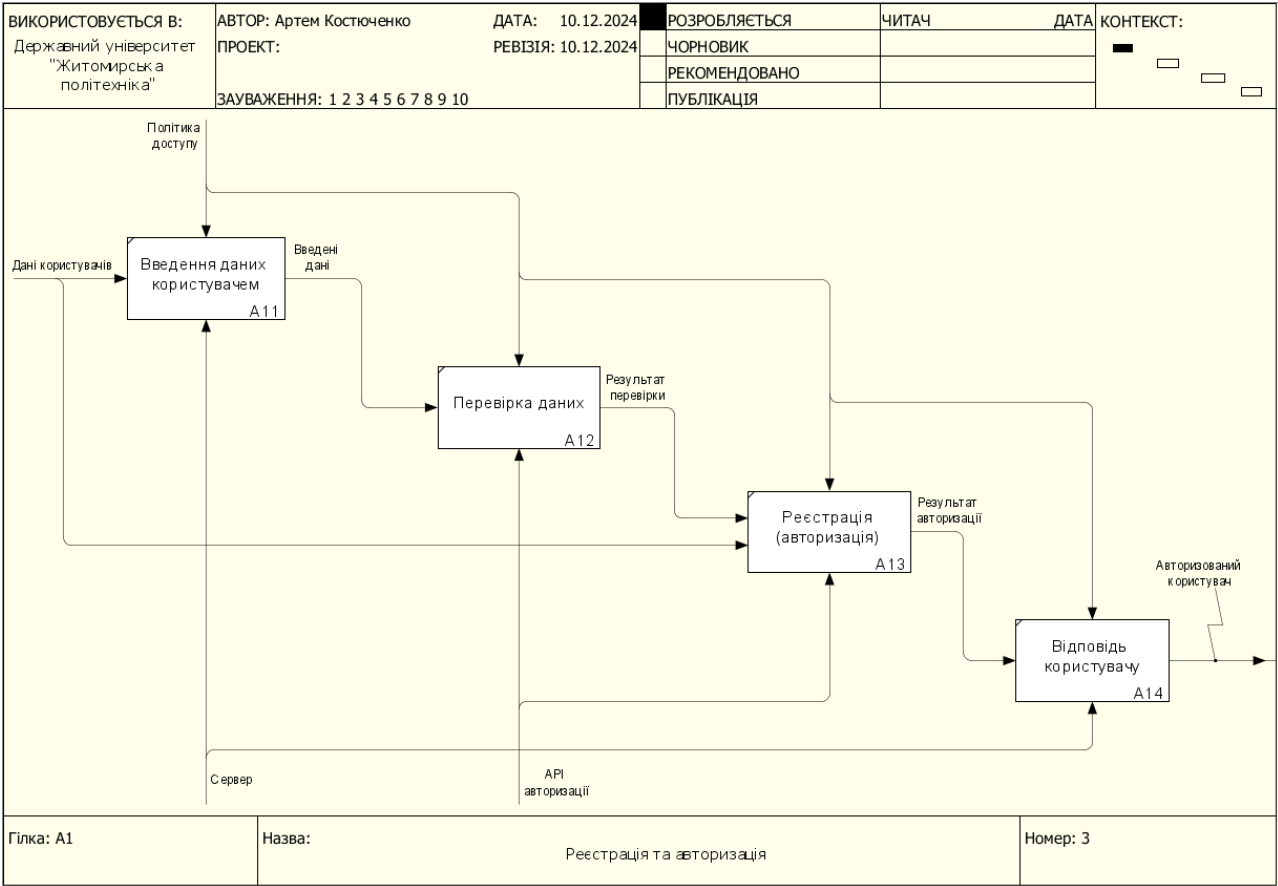 ВИКОРИСТОВУЄТЬСЯ В:
Державний університет
"Житомирська
політехніка"
АВТОР: Артем Костюченко
ДАТА: 10.12.2024
ПРОЕКТ:
РЕВІЗІЯ: 10.12.2024
ЗАУВАЖЕННЯ: 1 2 3 4 5 6 7 8 9 10
РОЗРОБЛЯЄТЬСЯ
ЧОРНОВИК
РЕКОМЕНДОВАНО
ПУБЛІКАЦІЯ
ЧИТАЧ
ДАТА
КОНТЕКСТ:
Політика
доступу
Дані користувачів
Введення даних
користувачем
A11
Введені
дані
Перевірка даних
A12
Результат
перевірки
Реєстрація
(авторизація)
A13
Результат
авторизації
Авторизований
користувач
Відповідь
користувачу
A14
Сервер
API
авторизації
Гілка: A1
Назва:
Реєстрація та авторизація
Номер: 3